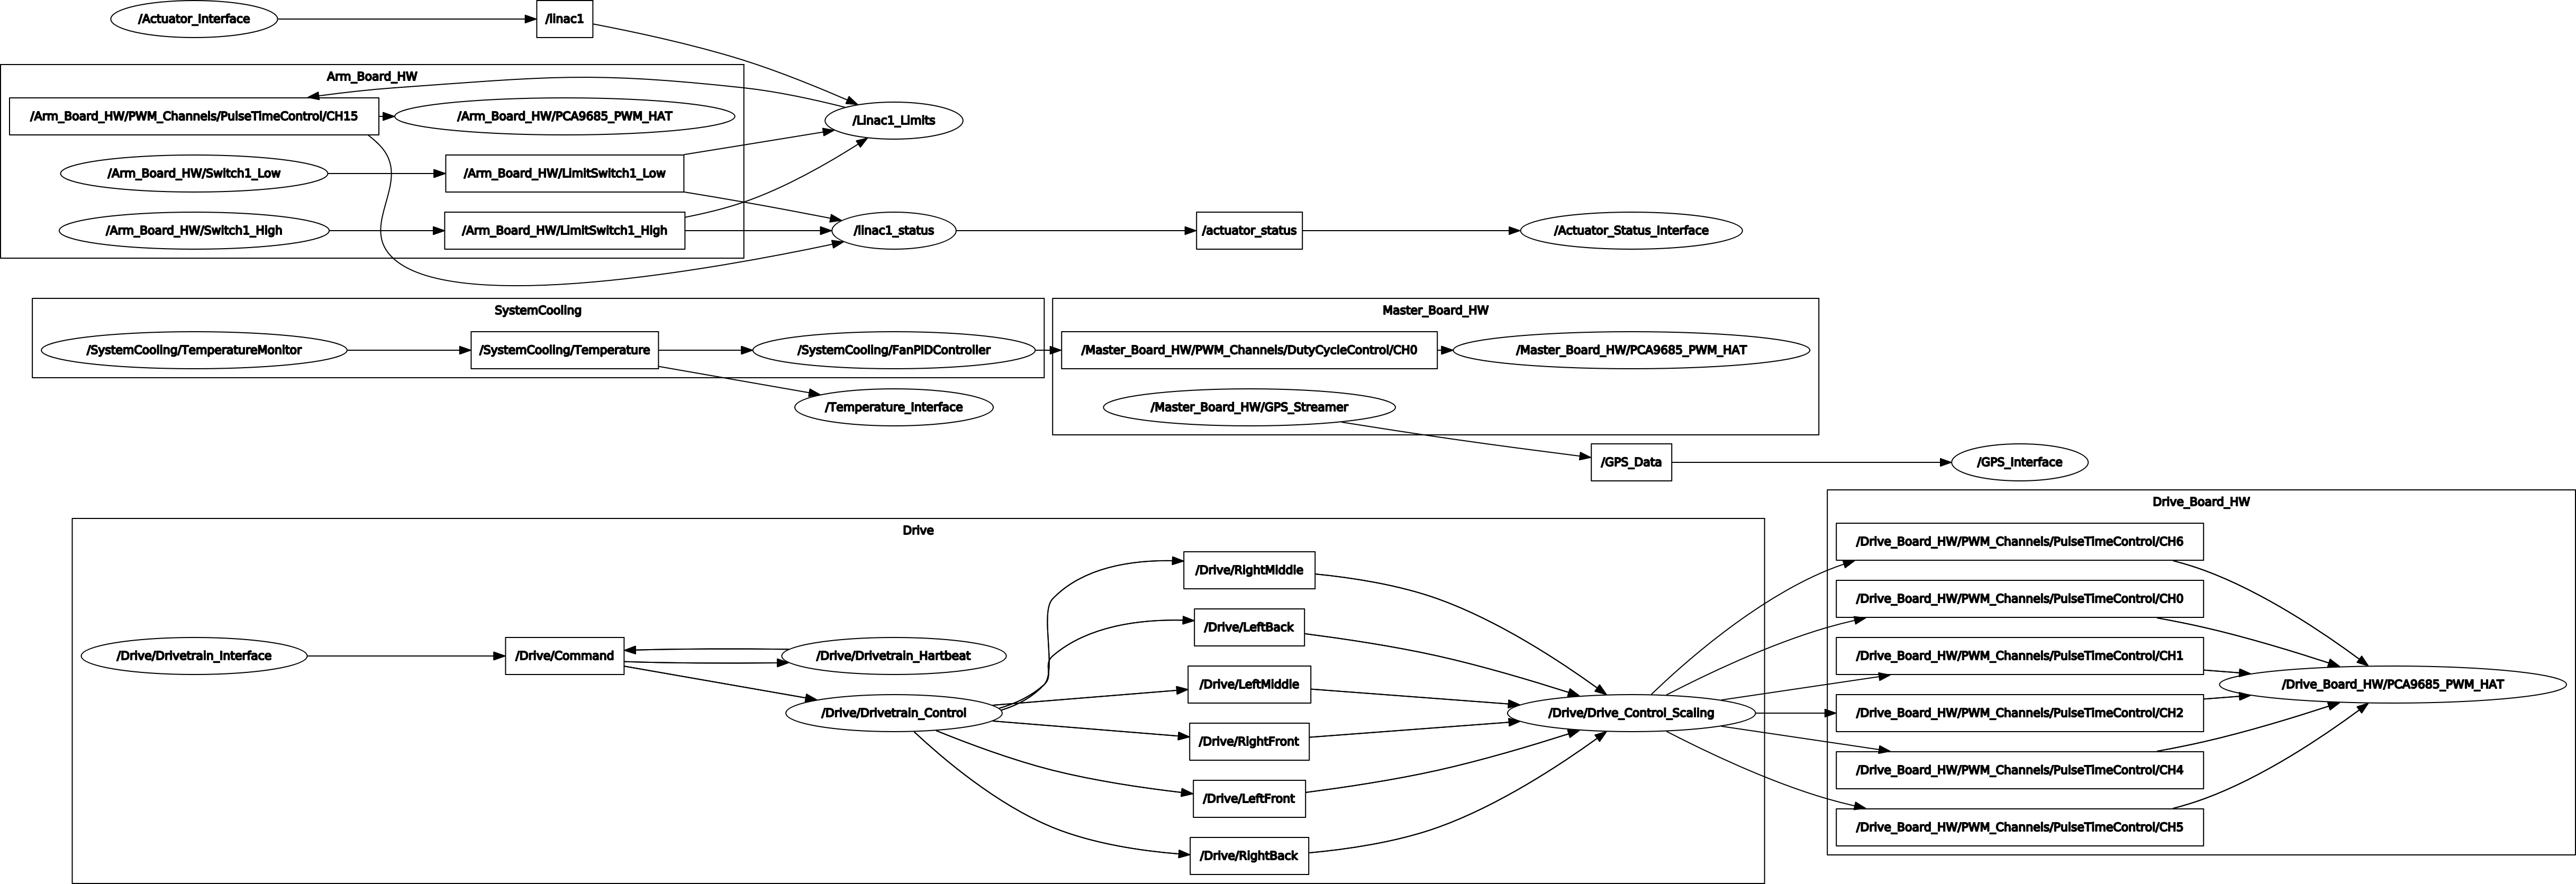 /Actuator_Interface
/linac1
Arm_Board_HW
/Arm_Board_HW/PWM_Channels/PulseTimeControl/CH15
/Arm_Board_HW/PCA9685_PWM_HAT
/Linac1_Limits
/Arm_Board_HW/Switch1_Low
/Arm_Board_HW/LimitSwitch1_Low
/Arm_Board_HW/Switch1_High
/Arm_Board_HW/LimitSwitch1_High
/linac1_status
/actuator_status
/Actuator_Status_Interface
SystemCooling
/SystemCooling/TemperatureMonitor
/SystemCooling/Temperature
/SystemCooling/FanPIDController
/Temperature_Interface
Master_Board_HW
/Master_Board_HW/PWM_Channels/DutyCycleControl/CH0
/Master_Board_HW/PCA9685_PWM_HAT
/Master_Board_HW/GPS_Streamer
/GPS_Data
/GPS_Interface
Drive
/Drive/Drivetrain_Interface
/Drive/Command
/Drive/Drivetrain_Hartbeat
/Drive/Drivetrain_Control
/Drive/RightMiddle
/Drive/LeftBack
/Drive/LeftMiddle
/Drive/RightFront
/Drive/LeftFront
/Drive/RightBack
/Drive/Drive_Control_Scaling
Drive_Board_HW
/Drive_Board_HW/PWM_Channels/PulseTimeControl/CH6
/Drive_Board_HW/PWM_Channels/PulseTimeControl/CH0
/Drive_Board_HW/PWM_Channels/PulseTimeControl/CH1
/Drive_Board_HW/PWM_Channels/PulseTimeControl/CH2
/Drive_Board_HW/PWM_Channels/PulseTimeControl/CH4
/Drive_Board_HW/PWM_Channels/PulseTimeControl/CH5
/Drive_Board_HW/PCA9685_PWM_HAT